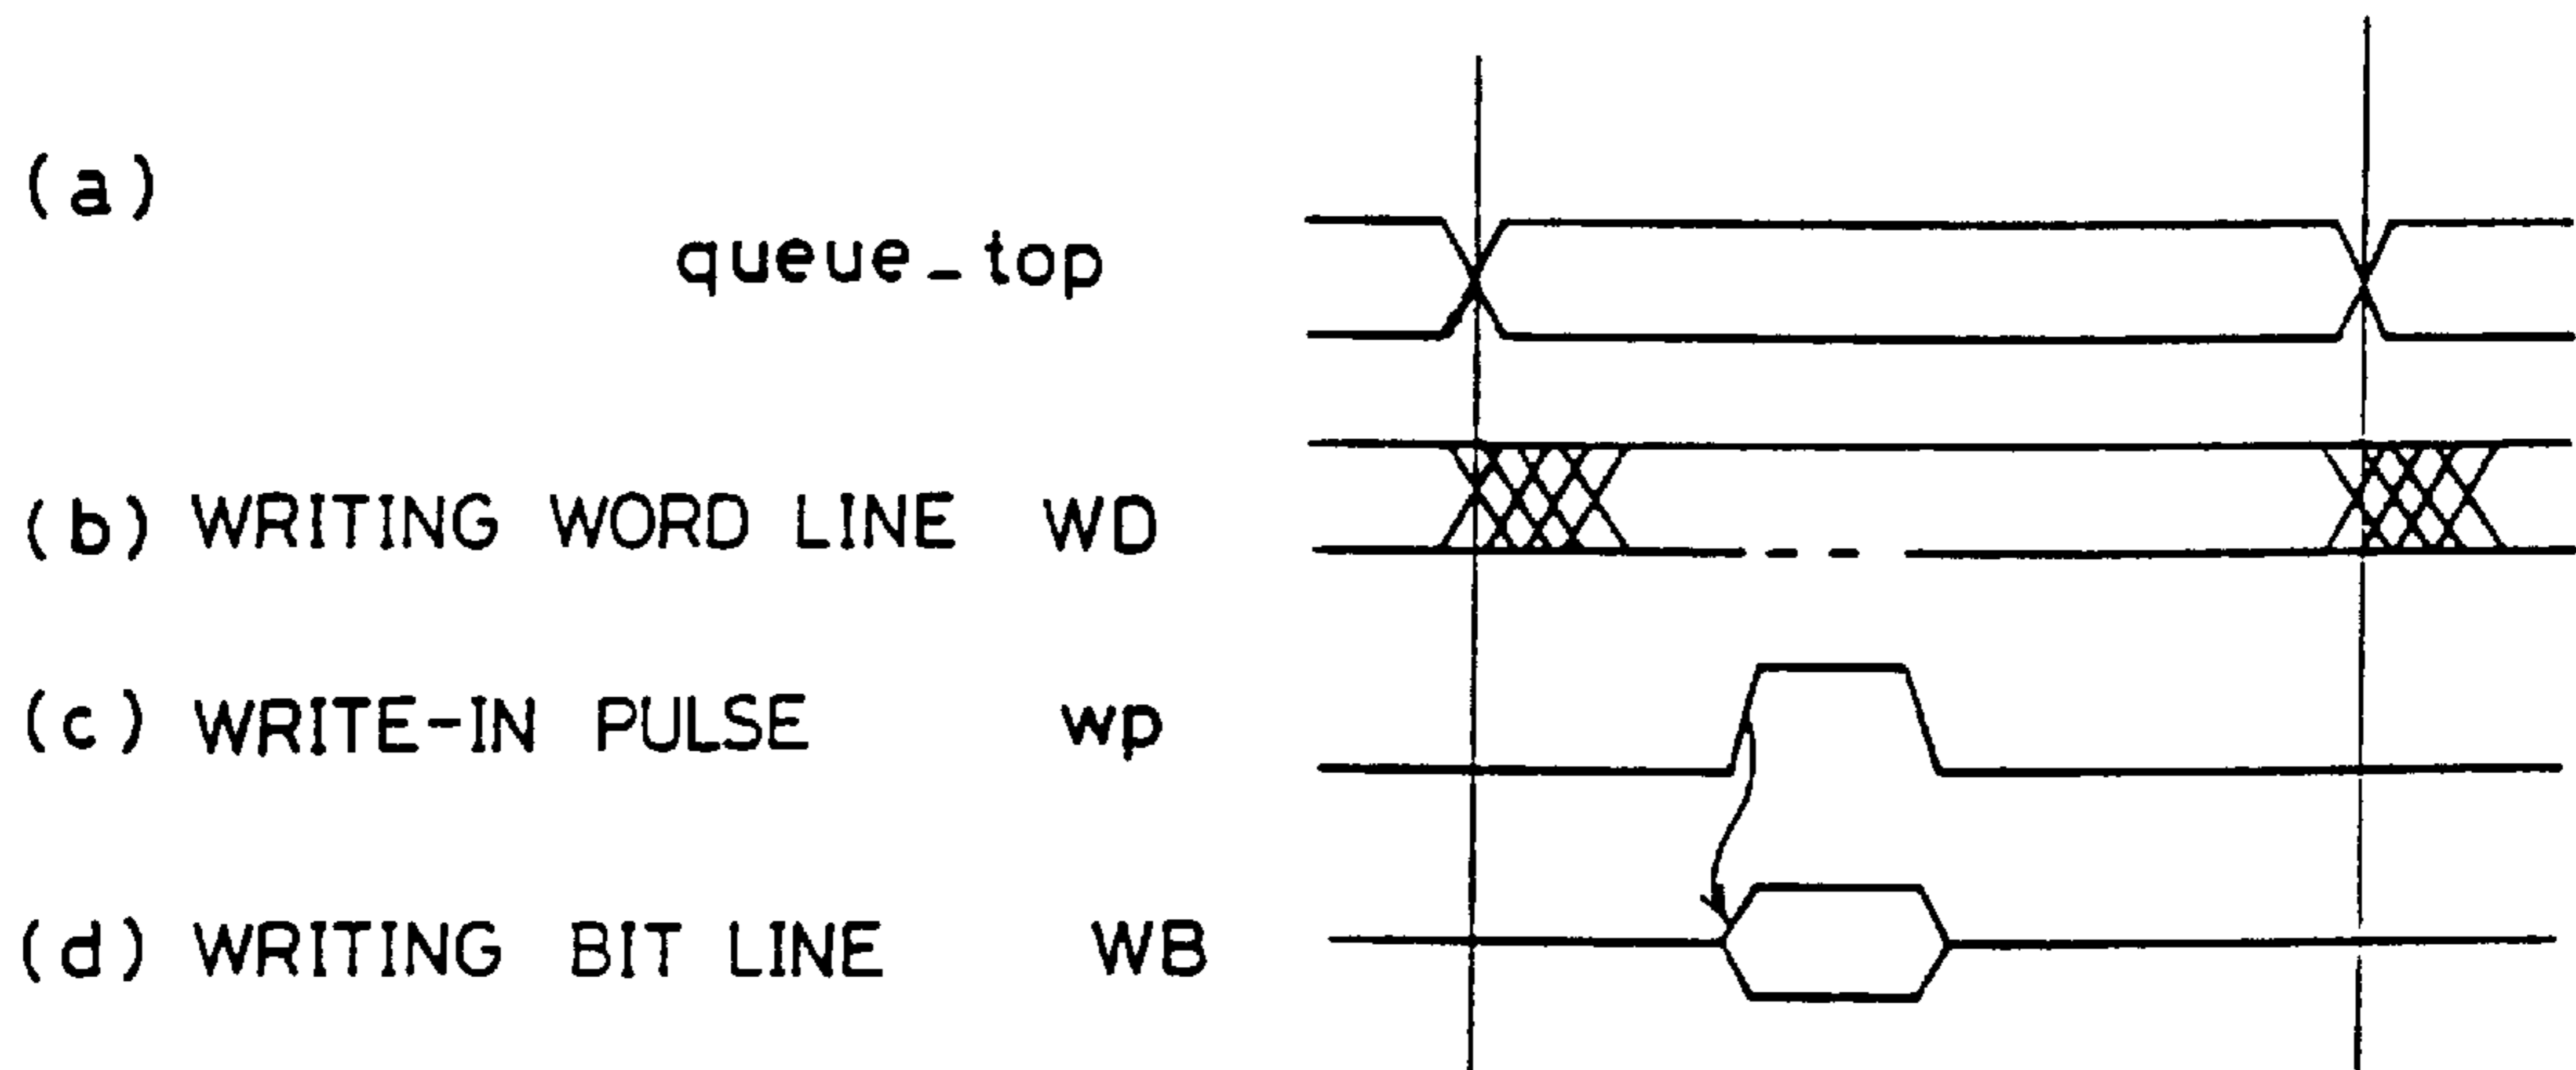 (a)
queue_top
(b) WRITING WORD LINE WD
(c) WRITE-IN PULSE wp
(d) WRITING BIT LINE WB